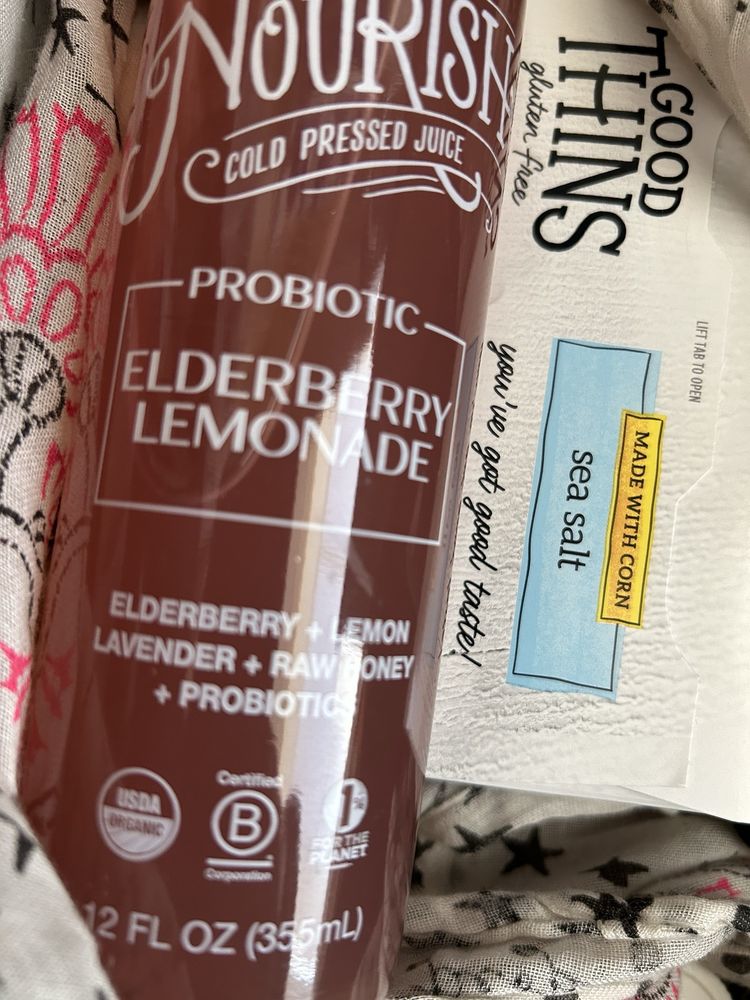 NOURISH
COLD PRESSED JUICE
PROBIOTIC
ELDERBERRY
LEMONADE
ELDERBERRY + LEMON
LAVENDER + RAW HONEY
+ PROBIOTIC
USDA
ORGANIC
Certified
B
Corporation
1%
FOR THE
PLANET
12 FL OZ (355mL)
GOOD
THINS
gluten free
LIFT TAB TO OPEN
MADE WITH CORN
sea salt
you've got good taste!